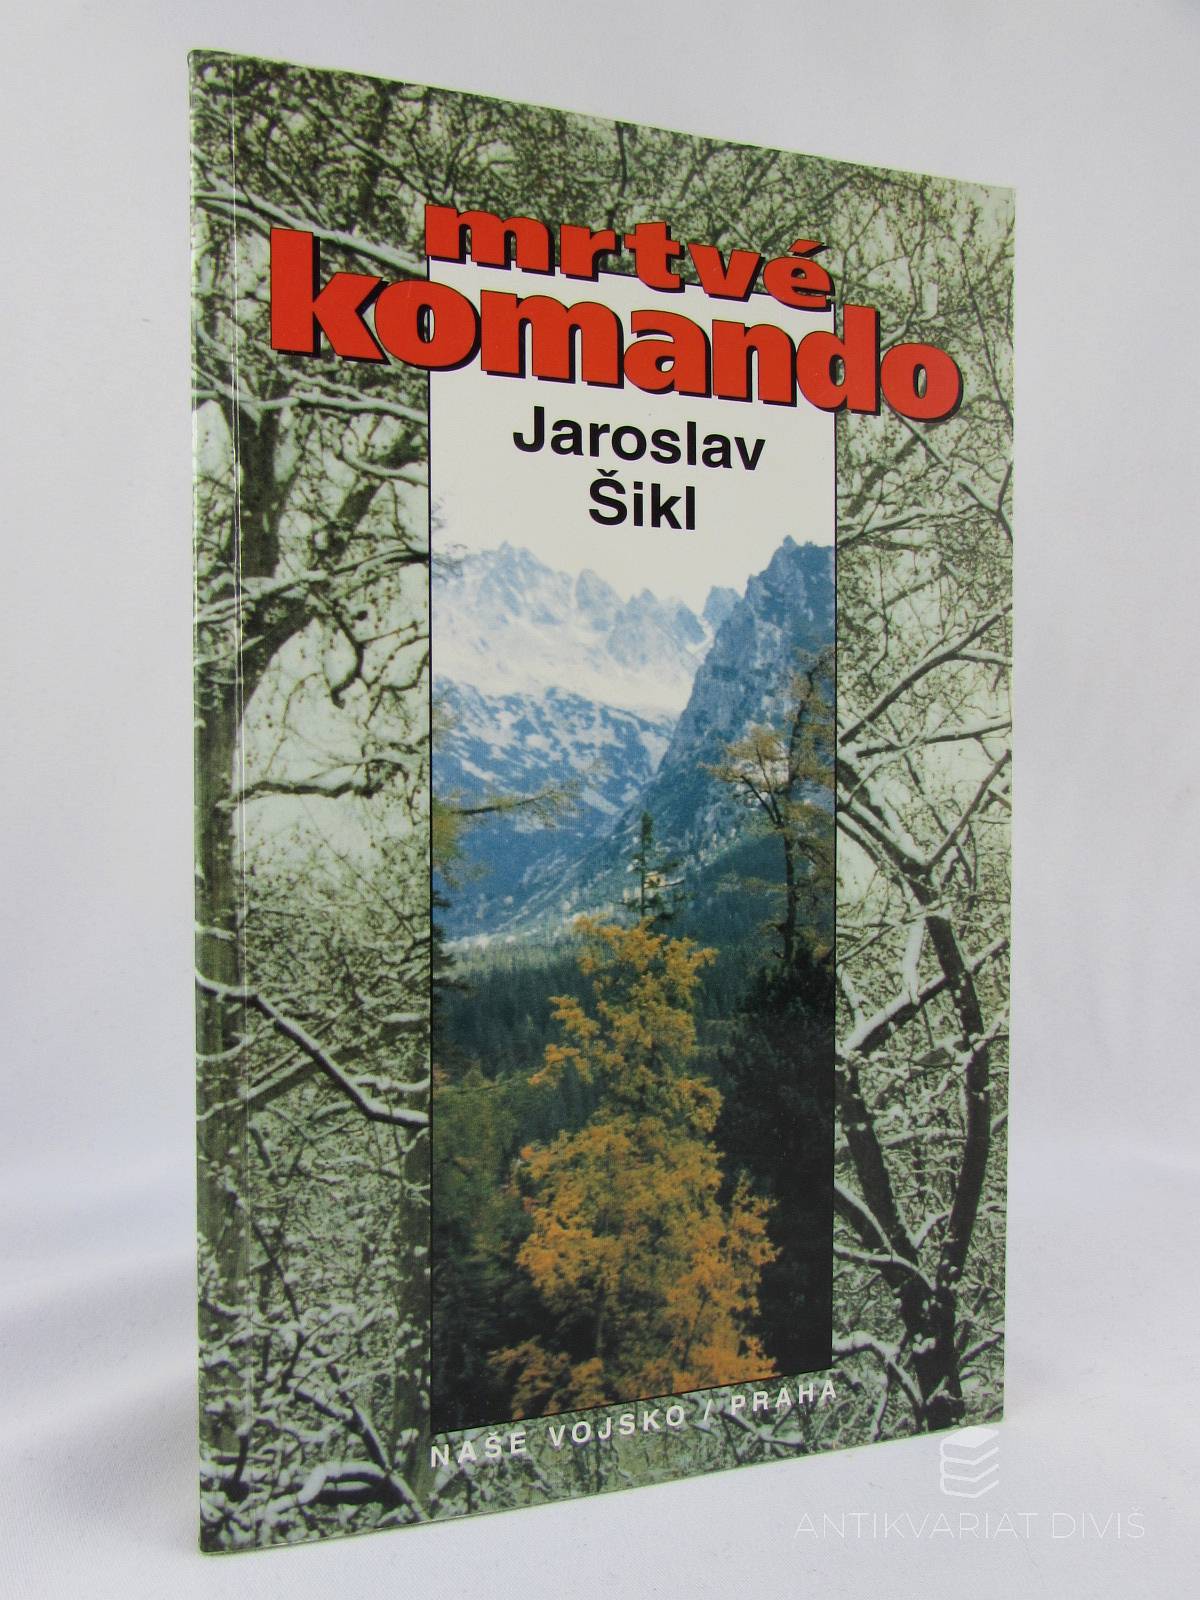 mrtvé
komando
Jaroslav
Šikl
NAŠE VOJSKO / PRAHA
ANTIKVARIAT DIVIŠ